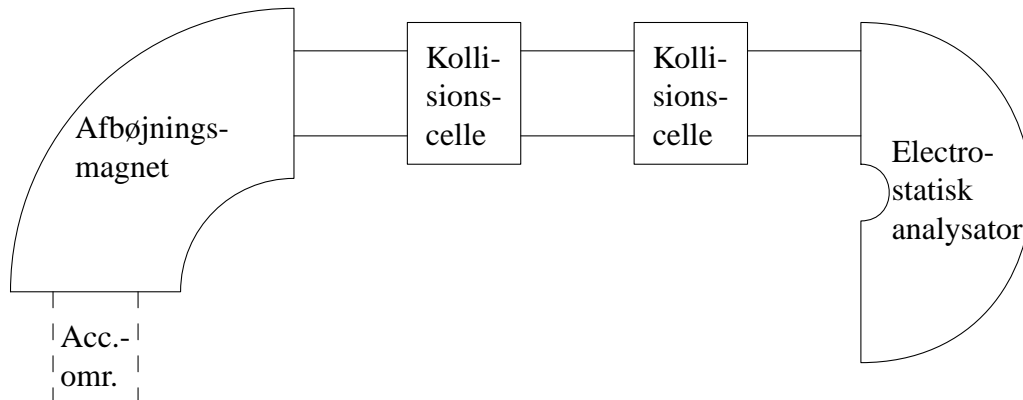 Afbøjnings-
magnet
Kolli-
sions-
celle
Kolli-
sions-
celle
Electro-
statisk
analysator
Acc.-
omr.